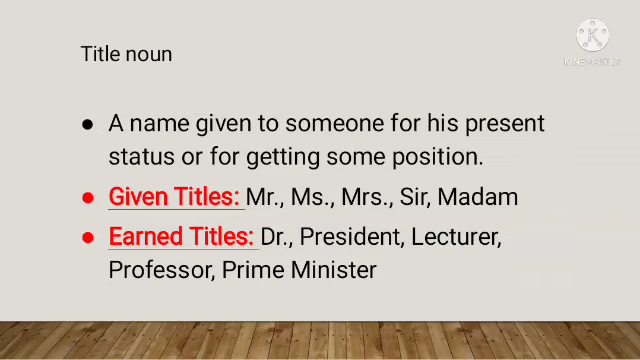 Title noun
K
KINEMASTER
● A name given to someone for his present
status or for getting some position.
● Given Titles: Mr., Ms., Mrs., Sir, Madam
● Earned Titles: Dr., President, Lecturer,
Professor, Prime Minister